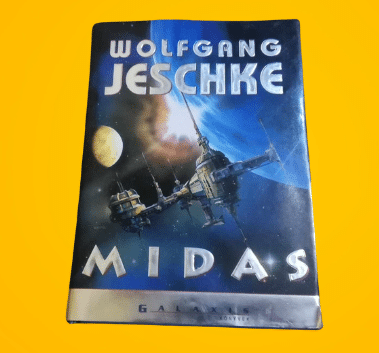 WOLFGANG
JESCHKE
MIDAS
GALAXIS